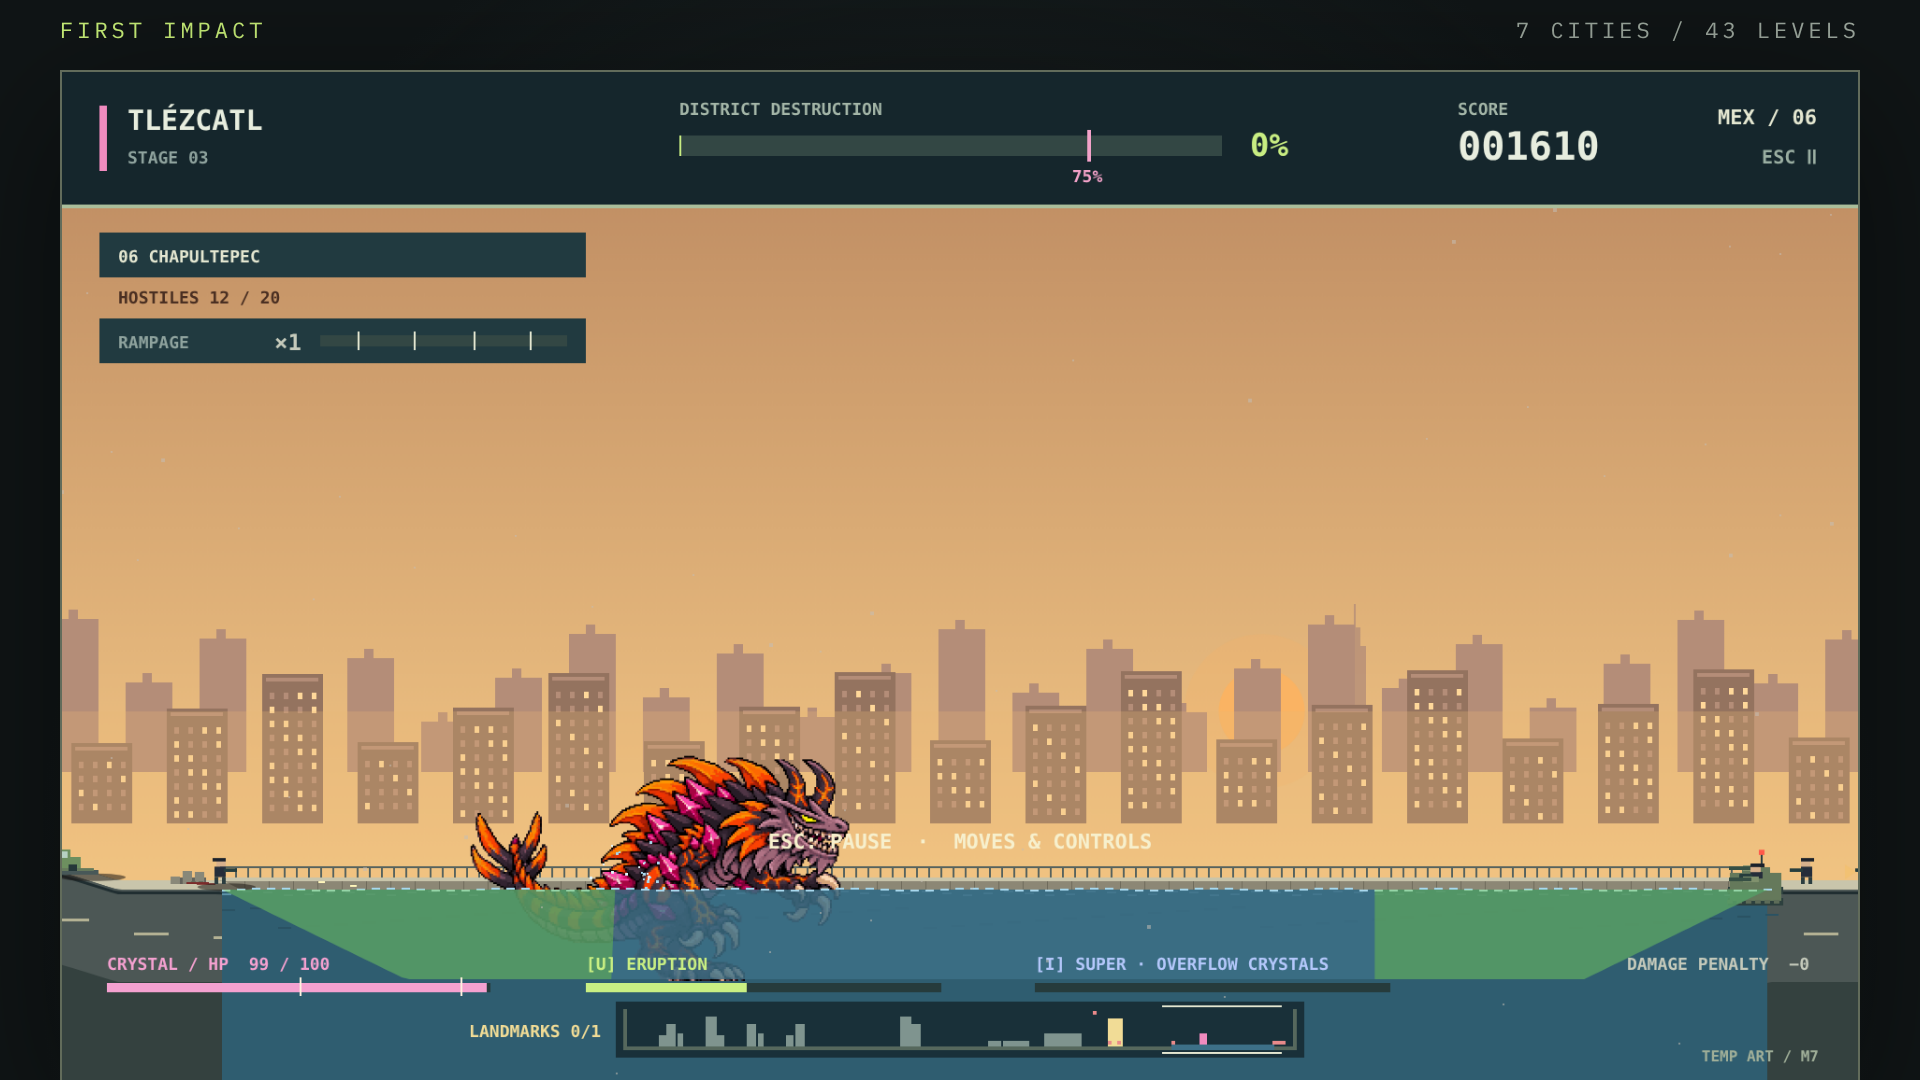 FIRST IMPACT
7 CITIES / 43 LEVELS
TLÉZCATL
STAGE 03
DISTRICT DESTRUCTION
0%
75%
SCORE
001610
MEX / 06
ESC II
06 CHAPULTEPEC
HOSTILES 12 / 20
RAMPAGE ×1
ESC: PAUSE · MOVES & CONTROLS
CRYSTAL / HP 99 / 100
[U] ERUPTION
[I] SUPER · OVERFLOW CRYSTALS
DAMAGE PENALTY −0
LANDMARKS 0/1
TEMP ART / M7